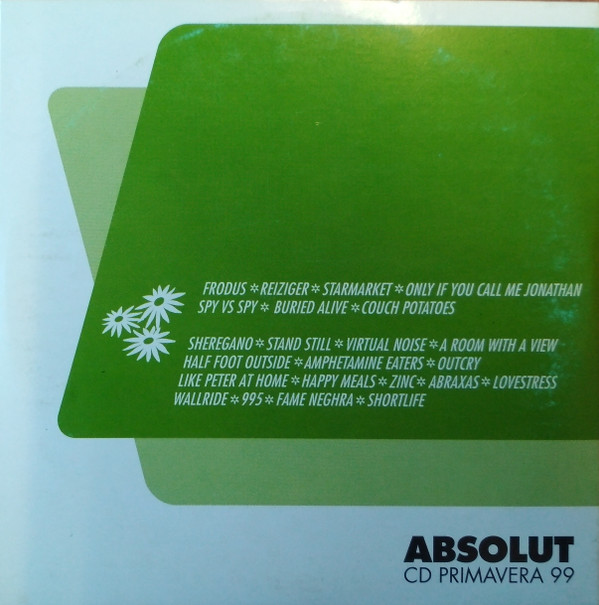 FRODUS ✲ REIZIGER ✲ STARMARKET ✲ ONLY IF YOU CALL ME JONATHAN
SPY VS SPY ✲ BURIED ALIVE ✲ COUCH POTATOES
SHEREGANO ✲ STAND STILL ✲ VIRTUAL NOISE ✲ A ROOM WITH A VIEW
HALF FOOT OUTSIDE ✲ AMPHETAMINE EATERS ✲ OUTCRY
LIKE PETER AT HOME ✲ HAPPY MEALS ✲ ZINC ✲ ABRAXAS ✲ LOVESTRESS
WALLRIDE ✲ 995 ✲ FAME NEGHRA ✲ SHORTLIFE
ABSOLUT
CD PRIMAVERA 99